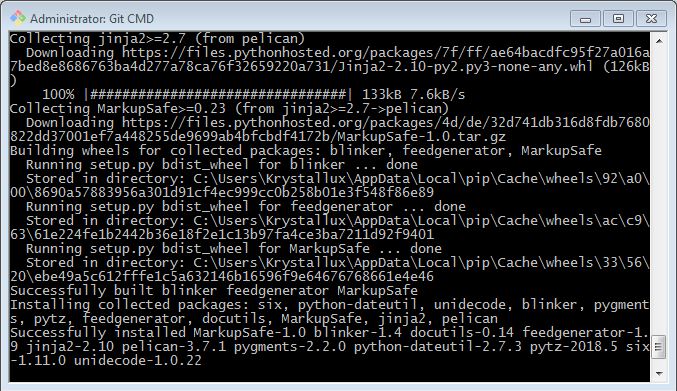 Administrator: Git CMD
Collecting jinja2>=2.7 (from pelican)
  Downloading https://files.pythonhosted.org/packages/7f/ff/ae64bacdfc95f27a016a
7bed8e8686763ba4d277a78ca76f32659220a731/Jinja2-2.10-py2.py3-none-any.whl (126kB
)
    100% |################################| 133kB 7.6kB/s
Collecting MarkupSafe>=0.23 (from jinja2>=2.7->pelican)
  Downloading https://files.pythonhosted.org/packages/4d/de/32d741db316d8fdb7680
822dd37001ef7a448255de9699ab4bfcbdf4172b/MarkupSafe-1.0.tar.gz
Building wheels for collected packages: blinker, feedgenerator, MarkupSafe
  Running setup.py bdist_wheel for blinker ... done
  Stored in directory: C:\Users\Krystallux\AppData\Local\pip\Cache\wheels\92\a0\
00\8690a57883956a301d91cf4ec999cc0b258b01e3f548f86e89
  Running setup.py bdist_wheel for feedgenerator ... done
  Stored in directory: C:\Users\Krystallux\AppData\Local\pip\Cache\wheels\ac\c9\
63\61e224fe1b2442b36e18f2e1c13b97fa4ce3ba7211d92f9401
  Running setup.py bdist_wheel for MarkupSafe ... done
  Stored in directory: C:\Users\Krystallux\AppData\Local\pip\Cache\wheels\33\56\
20\ebe49a5c612fffe1c5a632146b16596f9e64676768661e4e46
Successfully built blinker feedgenerator MarkupSafe
Installing collected packages: six, python-dateutil, unidecode, blinker, pygment
s, pytz, feedgenerator, docutils, MarkupSafe, jinja2, pelican
Successfully installed MarkupSafe-1.0 blinker-1.4 docutils-0.14 feedgenerator-1.
9 jinja2-2.10 pelican-3.7.1 pygments-2.2.0 python-dateutil-2.7.3 pytz-2018.5 six
-1.11.0 unidecode-1.0.22